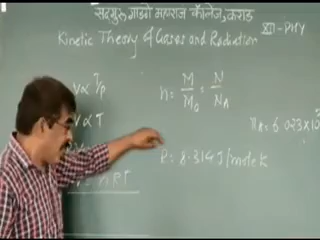 सद्गुरु गाडगे महाराज कॉलेज, कराड
Kinetic Theory of Gases and Radiation
XII-PHY
V ∝ 1/P
V ∝ T
n = M/M₀ = N/N_A
N_A = 6.023×10
R = 8.314 J/mole k